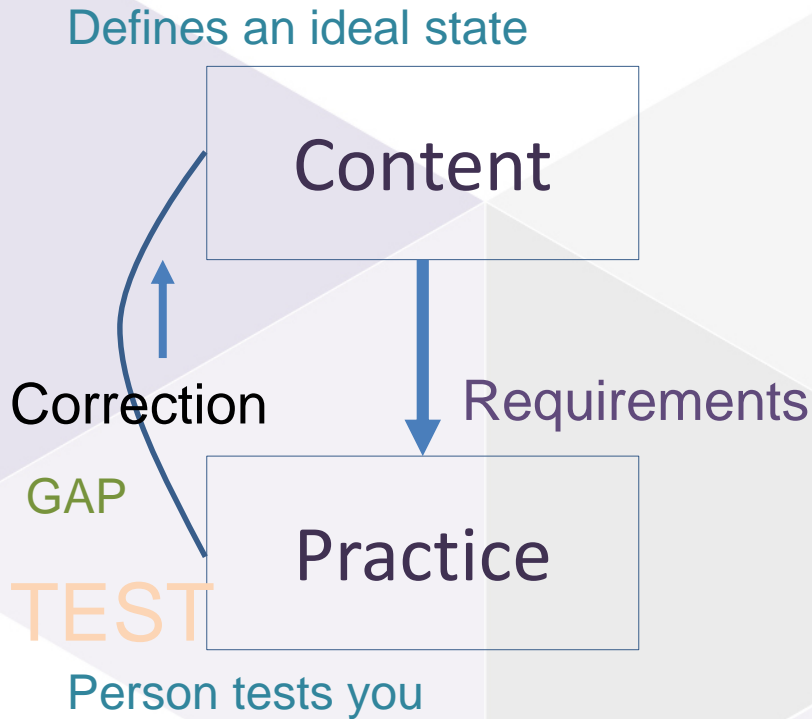 Defines an ideal state
Content
Correction
Requirements
GAP
Practice
TEST
Person tests you